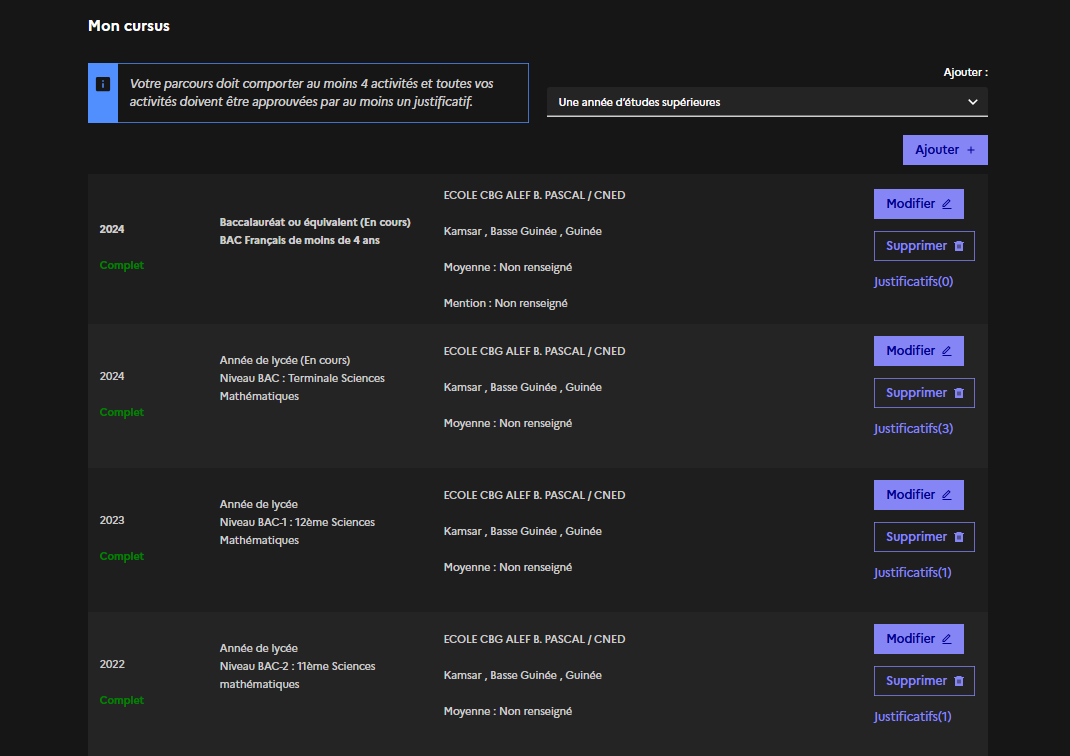 Mon cursus
Votre parcours doit comporter au moins 4 activités et toutes vos
activités doivent être approuvées par au moins un justificatif.
Ajouter :
Une année d'études supérieures
Ajouter +
2024
Complet
Baccalauréat ou équivalent (En cours)
BAC Français de moins de 4 ans
ECOLE CBG ALEF B. PASCAL / CNED
Kamsar , Basse Guinée , Guinée
Moyenne : Non renseigné
Mention : Non renseigné
Modifier
Supprimer
Justificatifs(0)
2024
Complet
Année de lycée (En cours)
Niveau BAC : Terminale Sciences
Mathématiques
ECOLE CBG ALEF B. PASCAL / CNED
Kamsar , Basse Guinée , Guinée
Moyenne : Non renseigné
Modifier
Supprimer
Justificatifs(3)
2023
Complet
Année de lycée
Niveau BAC-1 : 12ème Sciences
Mathématiques
ECOLE CBG ALEF B. PASCAL / CNED
Kamsar , Basse Guinée , Guinée
Moyenne : Non renseigné
Modifier
Supprimer
Justificatifs(1)
2022
Complet
Année de lycée
Niveau BAC-2 : 11ème Sciences
mathématiques
ECOLE CBG ALEF B. PASCAL / CNED
Kamsar , Basse Guinée , Guinée
Moyenne : Non renseigné
Modifier
Supprimer
Justificatifs(1)